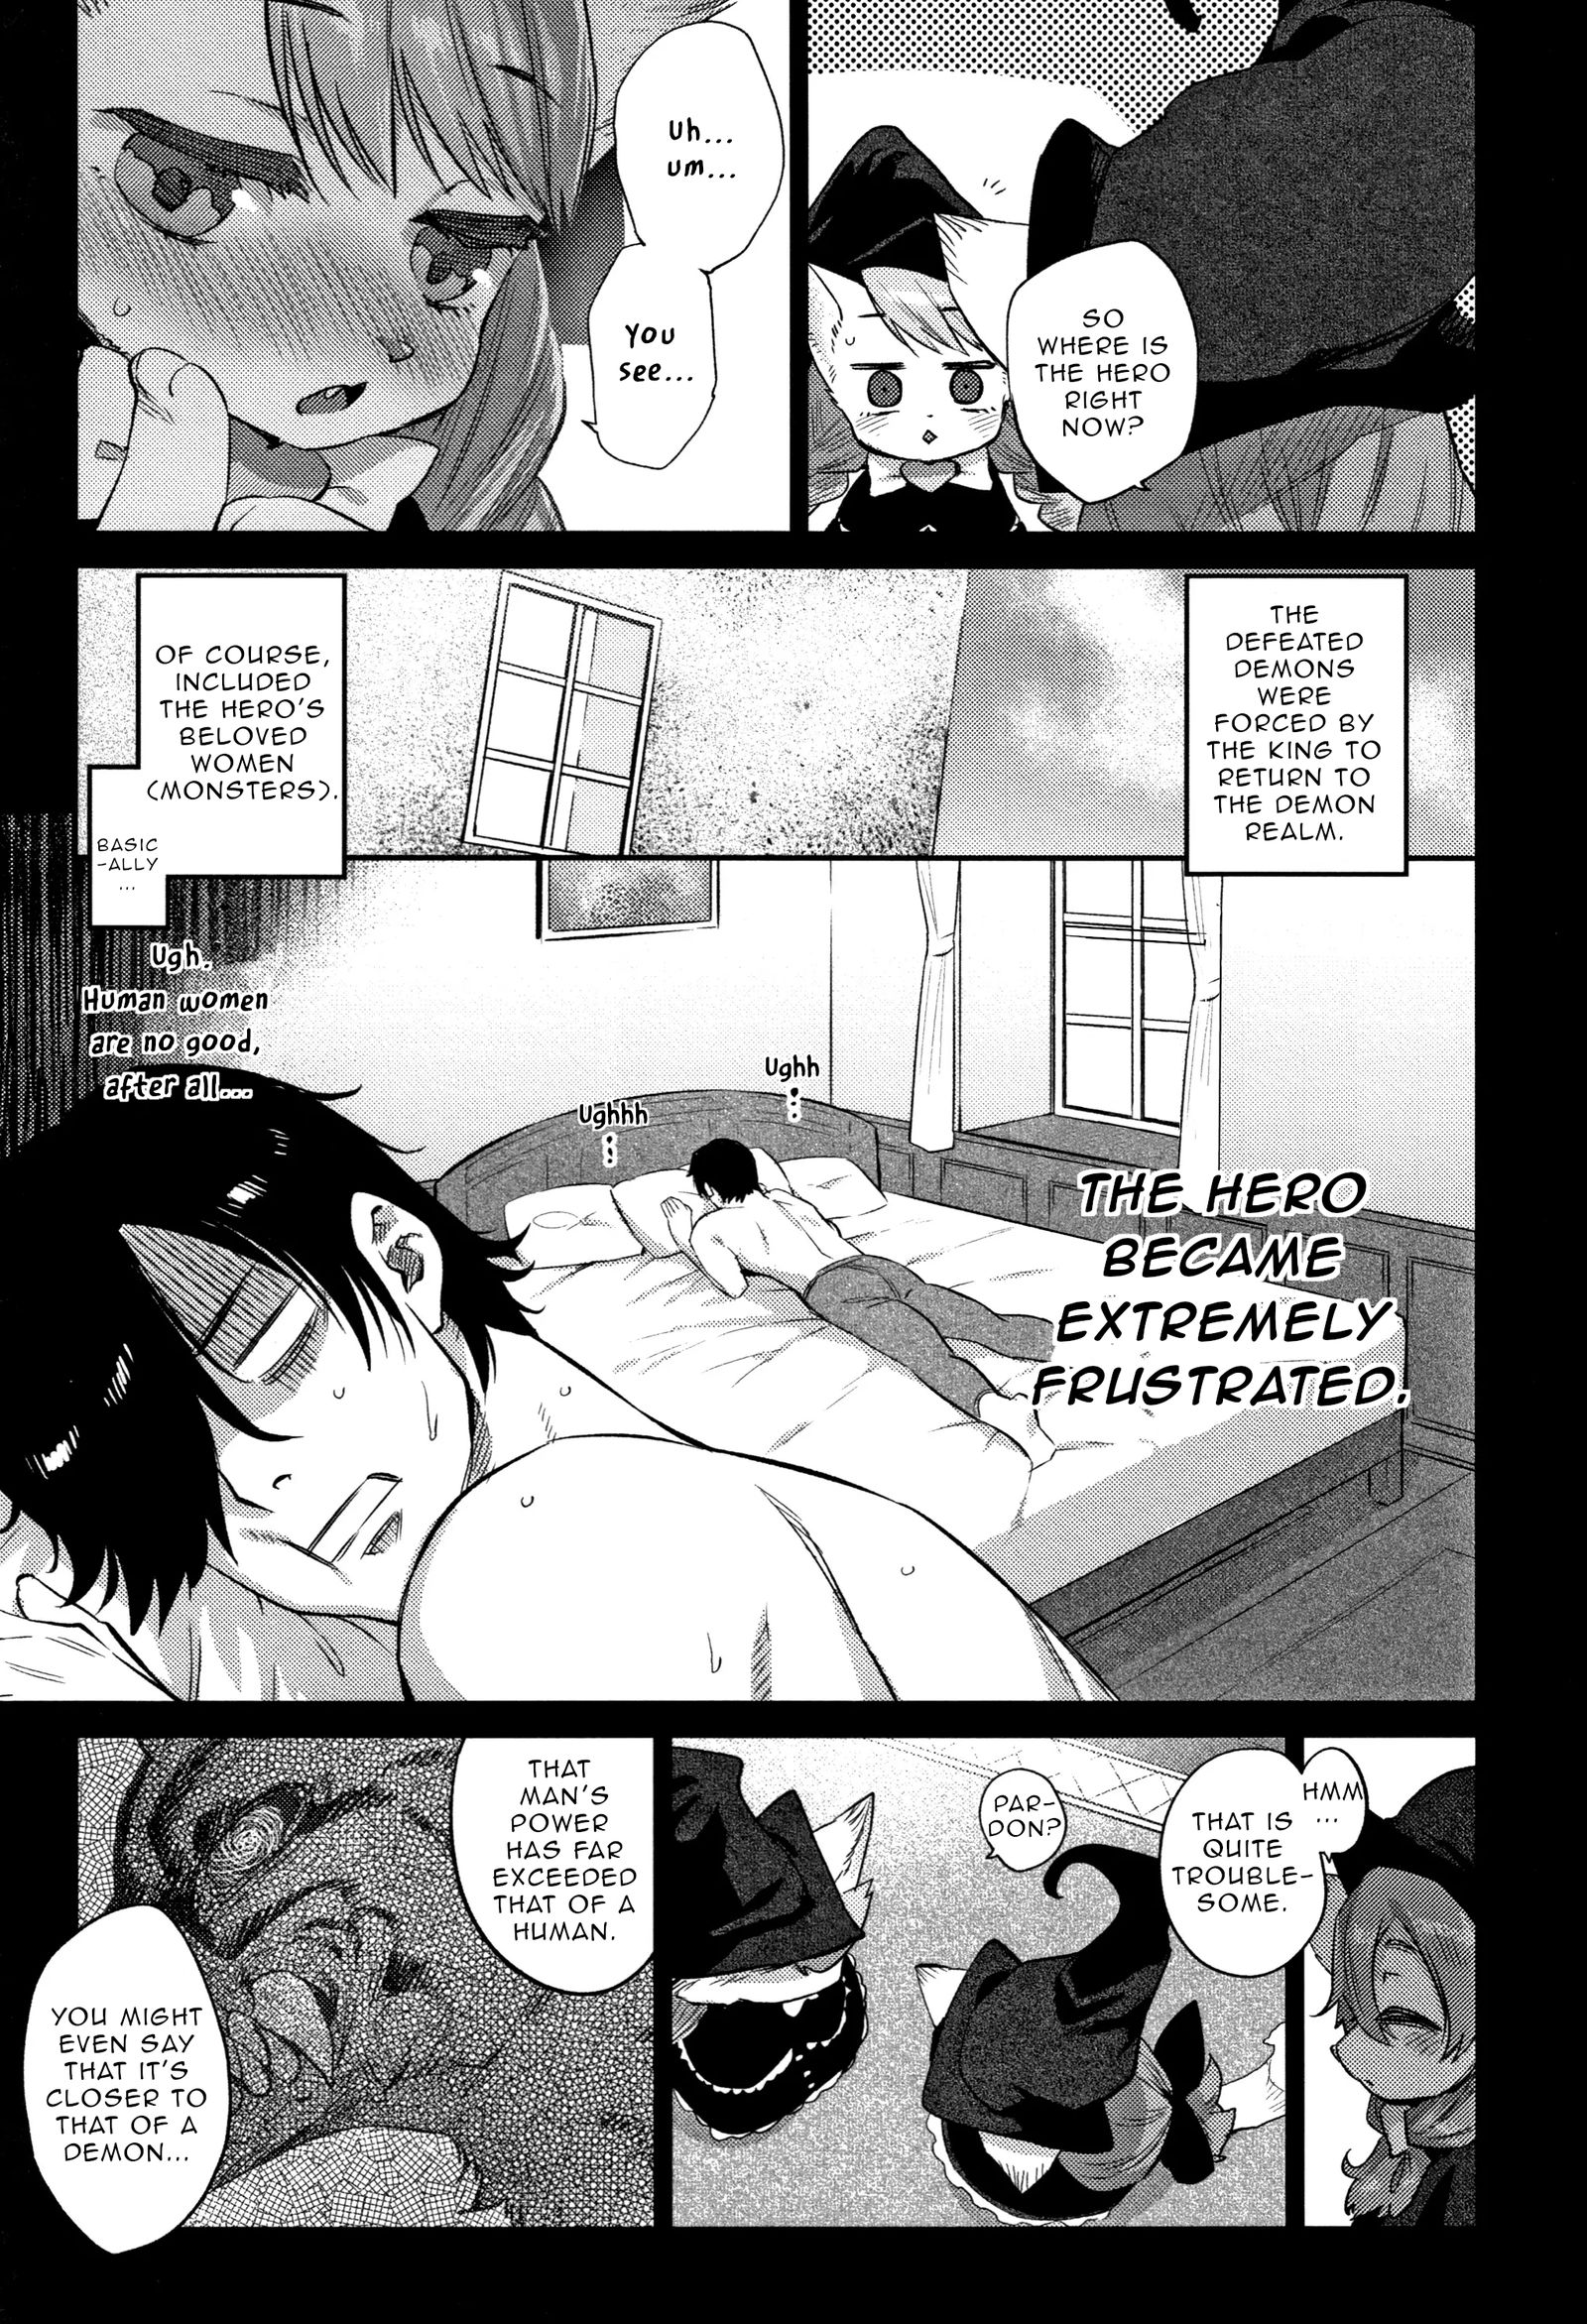 SO
WHERE IS
THE HERO
RIGHT
NOW?
Uh...
um...
You
see...
THE
DEFEATED
DEMONS
WERE
FORCED BY
THE KING TO
RETURN TO
THE DEMON
REALM.
OF COURSE,
INCLUDED
THE HERO'S
BELOVED
WOMEN
(MONSTERS).
BASIC
-ALLY
...
THE HERO
BECAME
EXTREMELY
FRUSTRATED.
Ughh
...
Ughhh
...
Ugh.
Human women
are no good,
after all...
HMM
...
THAT IS
QUITE
TROUBLE-
SOME.
PAR-
DON?
THAT
MAN'S
POWER
HAS FAR
EXCEEDED
THAT OF A
HUMAN.
YOU MIGHT
EVEN SAY
THAT IT'S
CLOSER TO
THAT OF A
DEMON...